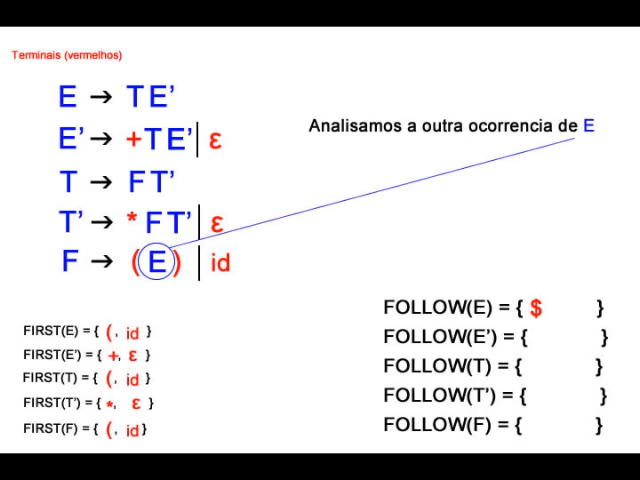 Terminais (vermelhos)
E → TE’
E’ → +TE’| ε
T → FT’
T’ → * FT’| ε
F → (E) | id
Analisamos a outra ocorrencia de E
FIRST(E) = { (, id }
FIRST(E’) = { +, ε }
FIRST(T) = { (, id }
FIRST(T’) = { *, ε }
FIRST(F) = { (, id }
FOLLOW(E) = { $ }
FOLLOW(E’) = { }
FOLLOW(T) = { }
FOLLOW(T’) = { }
FOLLOW(F) = { }